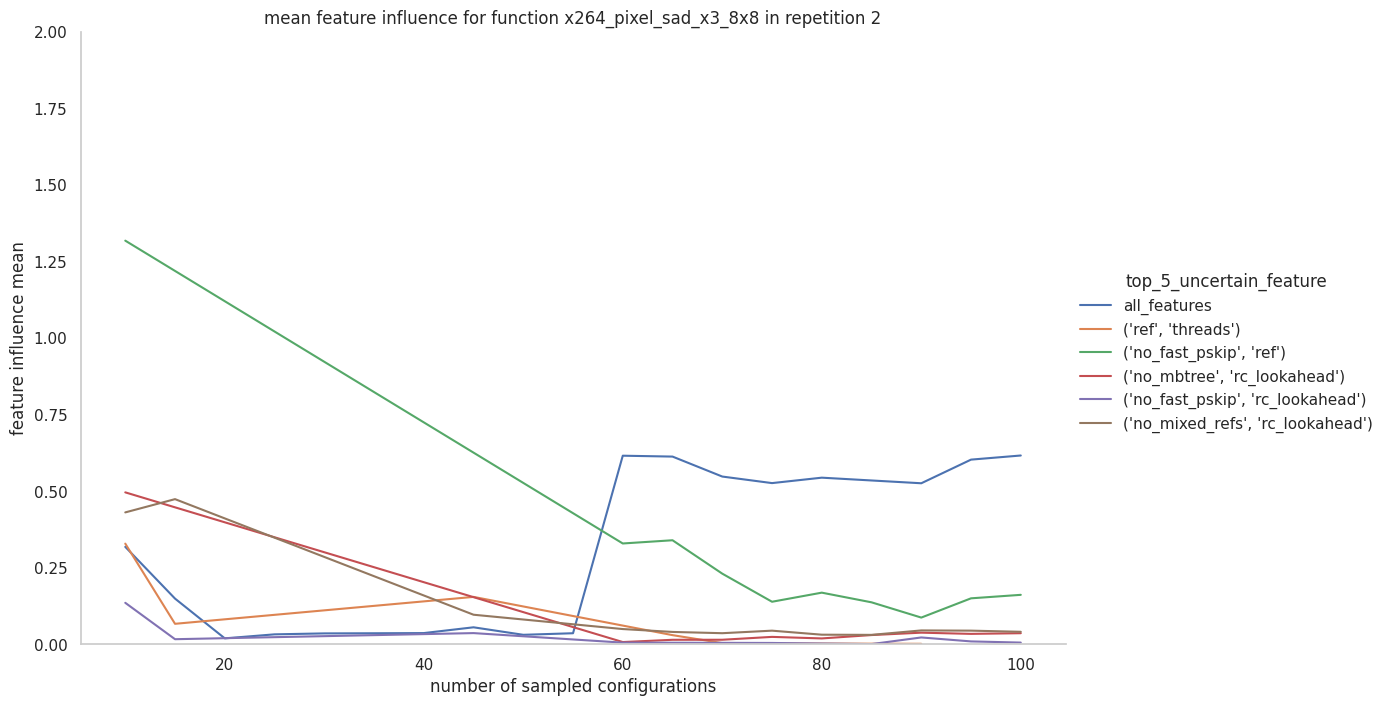 mean feature influence for function x264_pixel_sad_x3_8x8 in repetition 2
2.00
1.75
1.50
1.25
1.00
0.75
0.50
0.25
0.00
feature influence mean
20
40
60
80
100
number of sampled configurations
top_5_uncertain_feature
all_features
('ref', 'threads')
('no_fast_pskip', 'ref')
('no_mbtree', 'rc_lookahead')
('no_fast_pskip', 'rc_lookahead')
('no_mixed_refs', 'rc_lookahead')